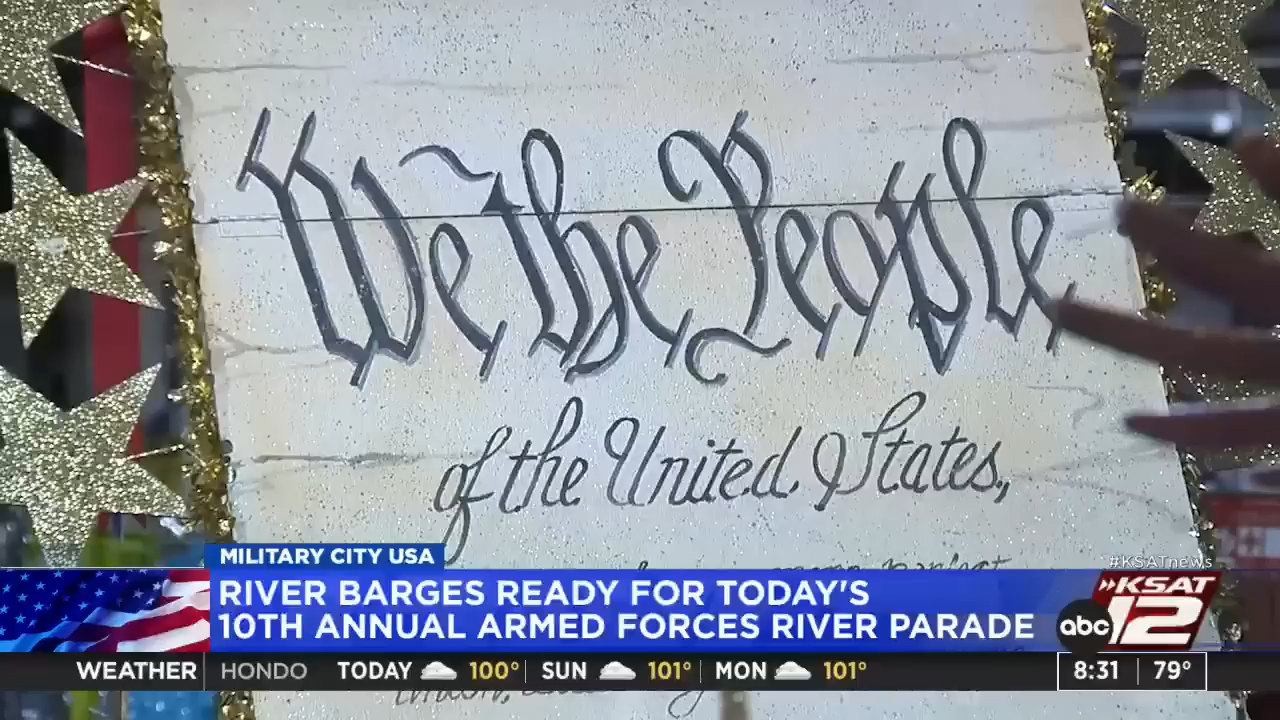 We the People
of the United States,
perfect
MILITARY CITY USA
#KSATnews
RIVER BARGES READY FOR TODAY'S
10TH ANNUAL ARMED FORCES RIVER PARADE
abc
KSAT
12
WEATHER HONDO TODAY 100° SUN 101° MON 101° 8:31 79°